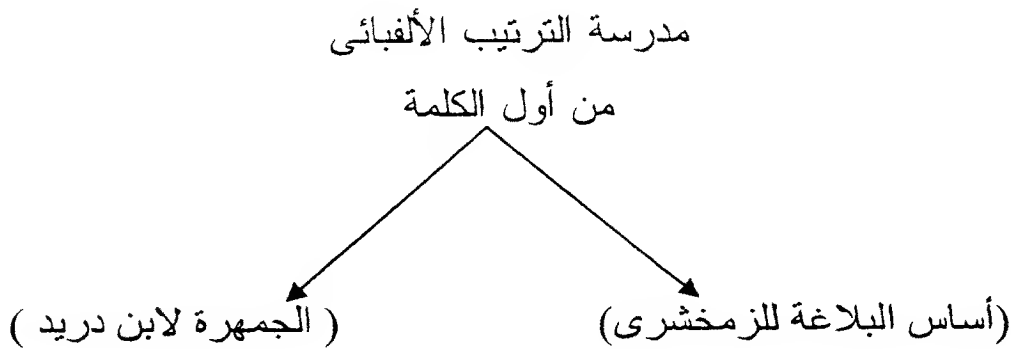 مدرسة الترتيب الألفبائى
من أول الكلمة
(أساس البلاغة للزمخشرى)
( الجمهرة لابن دريد )